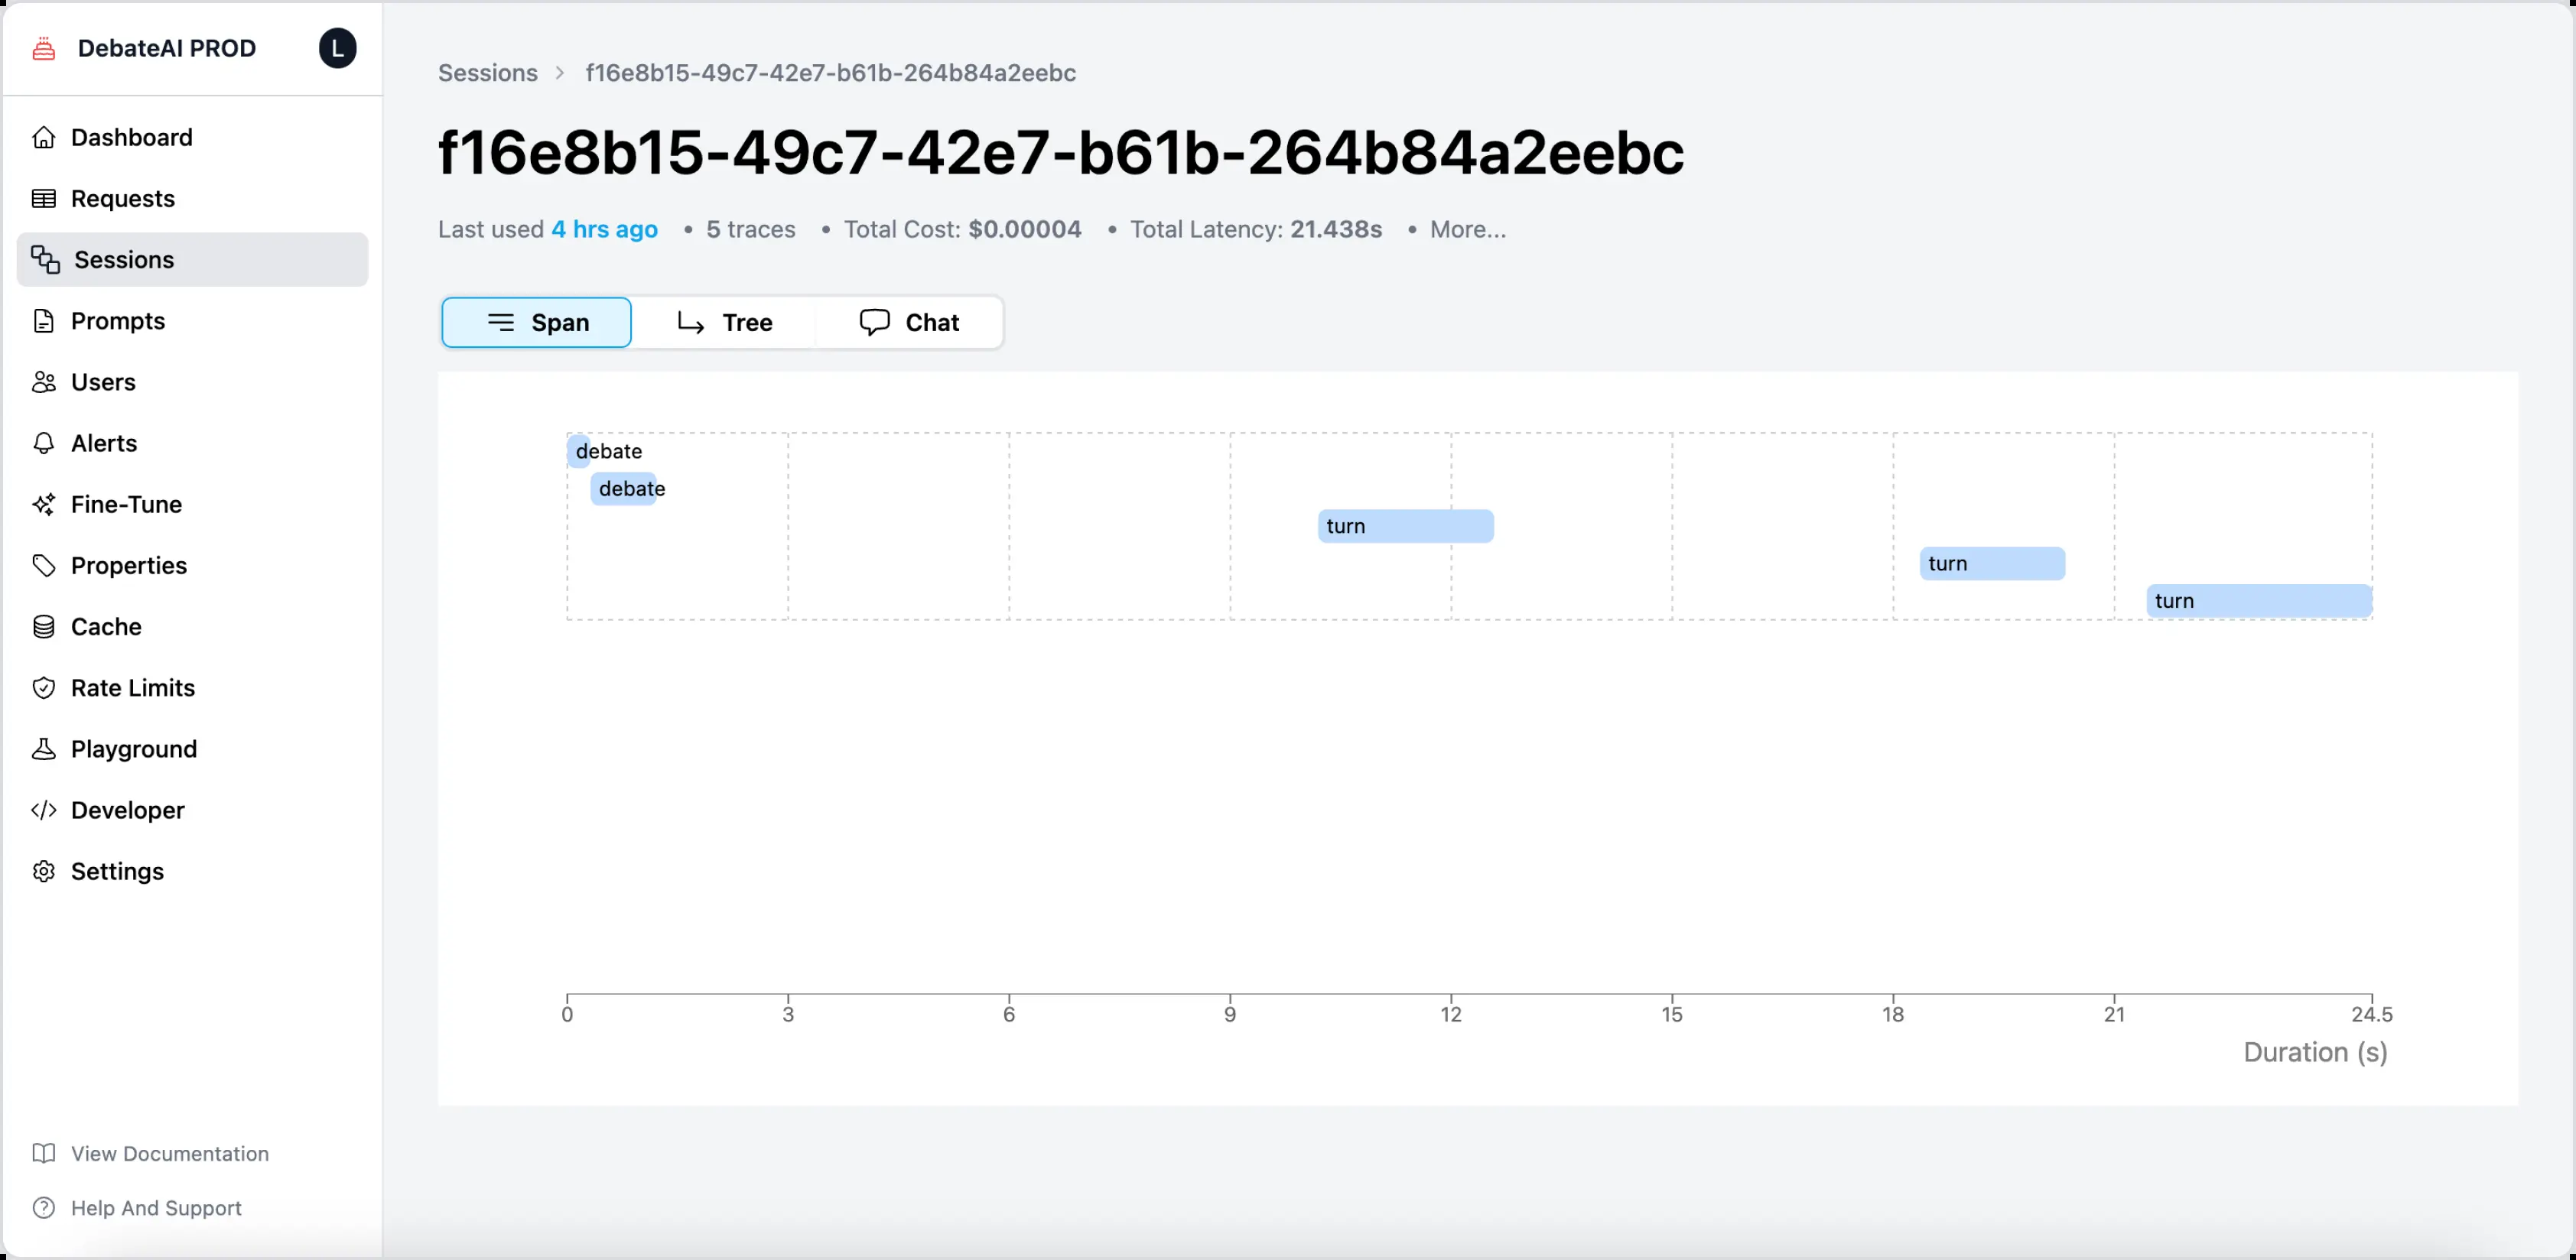 DebateAI PROD
L
Dashboard
Requests
Sessions
Prompts
Users
Alerts
Fine-Tune
Properties
Cache
Rate Limits
Playground
Developer
Settings
View Documentation
Help And Support
Sessions > f16e8b15-49c7-42e7-b61b-264b84a2eebc
f16e8b15-49c7-42e7-b61b-264b84a2eebc
Last used 4 hrs ago • 5 traces • Total Cost: $0.00004 • Total Latency: 21.438s • More...
Span Tree Chat
debate
debate
turn
turn
turn
0 3 6 9 12 15 18 21 24.5
Duration (s)